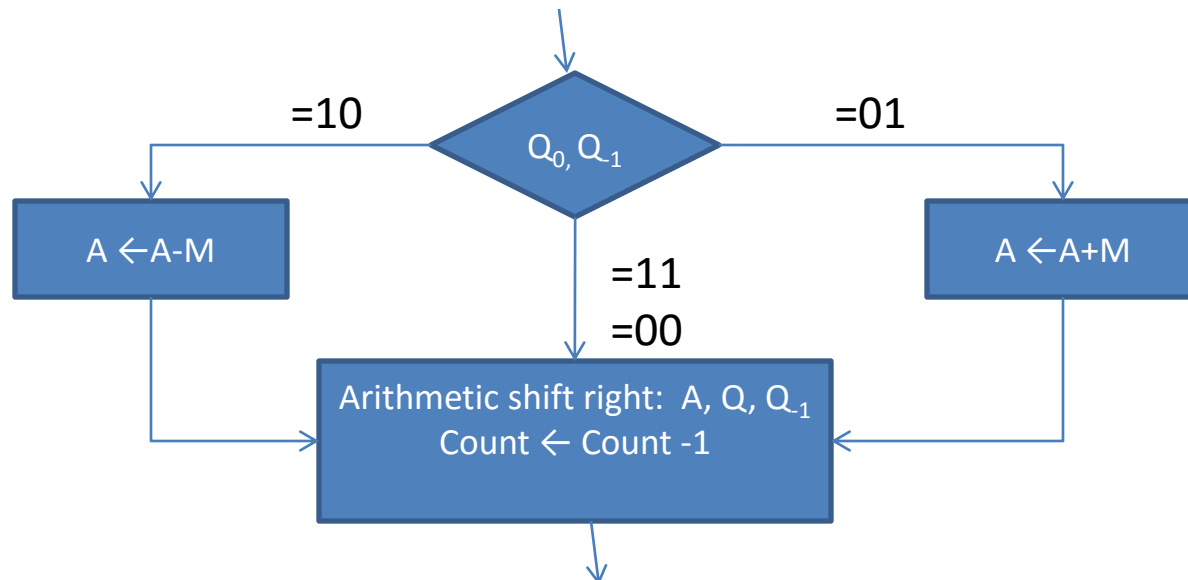 =10
=01
Q0, Q-1
A ←A-M
A ←A+M
=11
=00
Arithmetic shift right:  A, Q, Q-1
Count ← Count -1